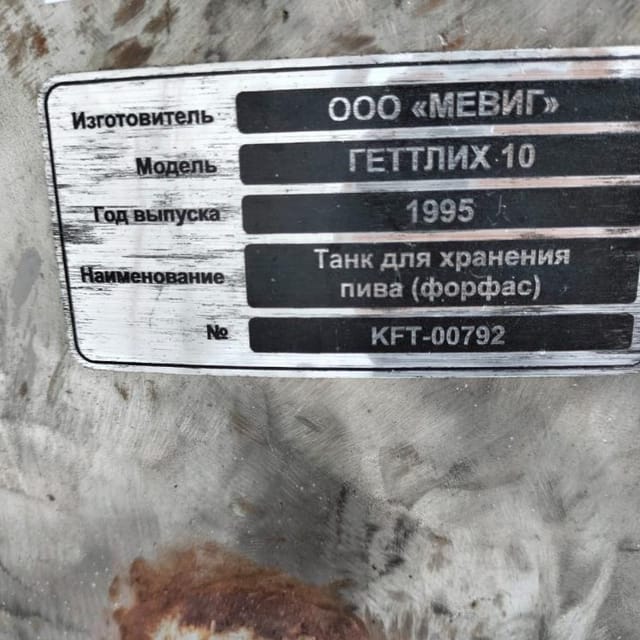 Изготовитель ООО «МЕВИГ»
Модель ГЕТТЛИХ 10
Год выпуска 1995
Наименование Танк для хранения
пива (форфас)
№ KFT-00792